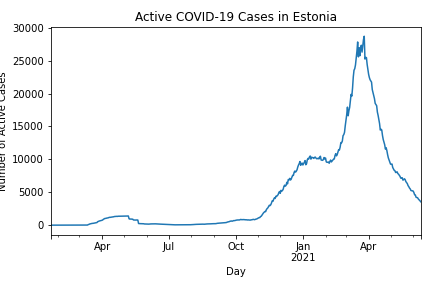 Active COVID-19 Cases in Estonia
30000
25000
20000
15000
10000
5000
0
Number of Active Cases
Apr
Jul
Oct
Jan
2021
Apr
Day